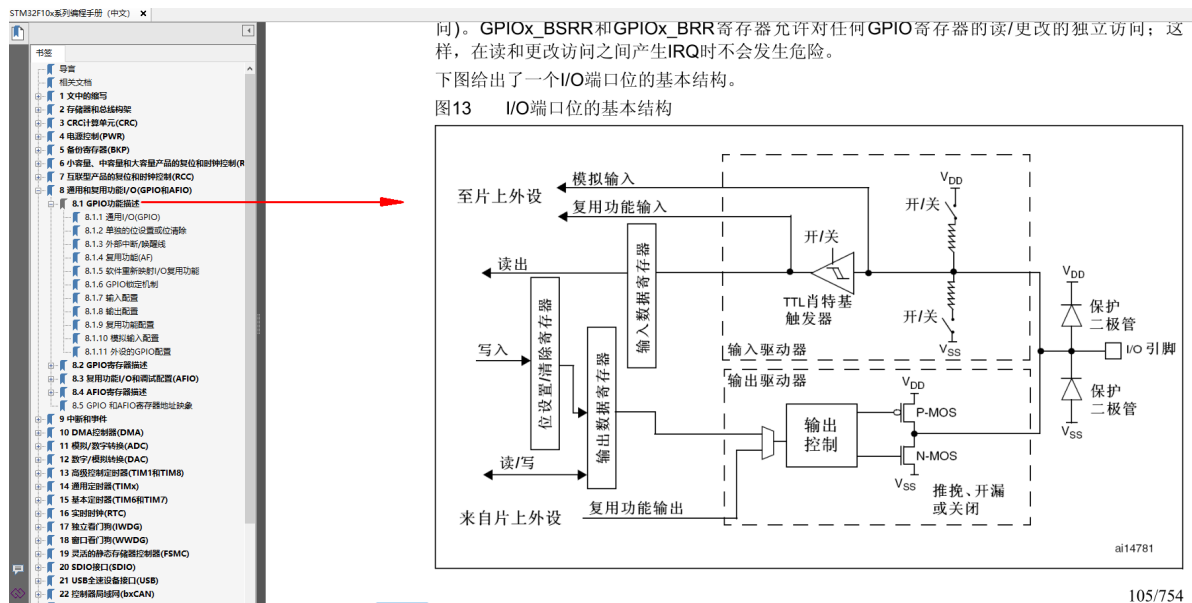 STM32F10x系列编程手册（中文）
书签
导言
相关文档
1 文中的缩写
2 存储器和总线构架
3 CRC计算单元(CRC)
4 电源控制(PWR)
5 备份寄存器(BKP)
6 小容量、中容量和大容量产品的复位和时钟控制(R
7 互联型产品的复位和时钟控制(RCC)
8 通用和复用功能I/O(GPIO和AFIO)
8.1 GPIO功能描述
8.1.1 通用I/O(GPIO)
8.1.2 单独的位设置或位清除
8.1.3 外部中断/唤醒线
8.1.4 复用功能(AF)
8.1.5 软件重新映射I/O复用功能
8.1.6 GPIO锁定机制
8.1.7 输入配置
8.1.8 输出配置
8.1.9 复用功能配置
8.1.10 模拟输入配置
8.1.11 外设的GPIO配置
8.2 GPIO寄存器描述
8.3 复用功能I/O和调试配置(AFIO)
8.4 AFIO寄存器描述
8.5 GPIO 和AFIO寄存器地址映象
9 中断和事件
10 DMA控制器(DMA)
11 模拟/数字转换(ADC)
12 数字/模拟转换(DAC)
13 高级控制定时器(TIM1和TIM8)
14 通用定时器(TIMx)
15 基本定时器(TIM6和TIM7)
16 实时时钟(RTC)
17 独立看门狗(IWDG)
18 窗口看门狗(WWDG)
19 灵活的静态存储器控制器(FSMC)
20 SDIO接口(SDIO)
21 USB全速设备接口(USB)
22 控制器局域网(bxCAN)
问)。GPIOx_BSRR和GPIOx_BRR寄存器允许对任何GPIO寄存器的读/更改的独立访问；这
样，在读和更改访问之间产生IRQ时不会发生危险。
下图给出了一个I/O端口位的基本结构。
图13 I/O端口位的基本结构
至片上外设
模拟输入
复用功能输入
读出
写入
读/写
来自片上外设
复用功能输出
位设置/清除寄存器
输入数据寄存器
输出数据寄存器
开/关
TTL肖特基
触发器
VDD
开/关
开/关
VSS
输入驱动器
输出驱动器
输出
控制
VDD
P-MOS
N-MOS
VSS
推挽、开漏
或关闭
VDD
保护
二极管
I/O 引脚
保护
二极管
VSS
ai14781
105/754